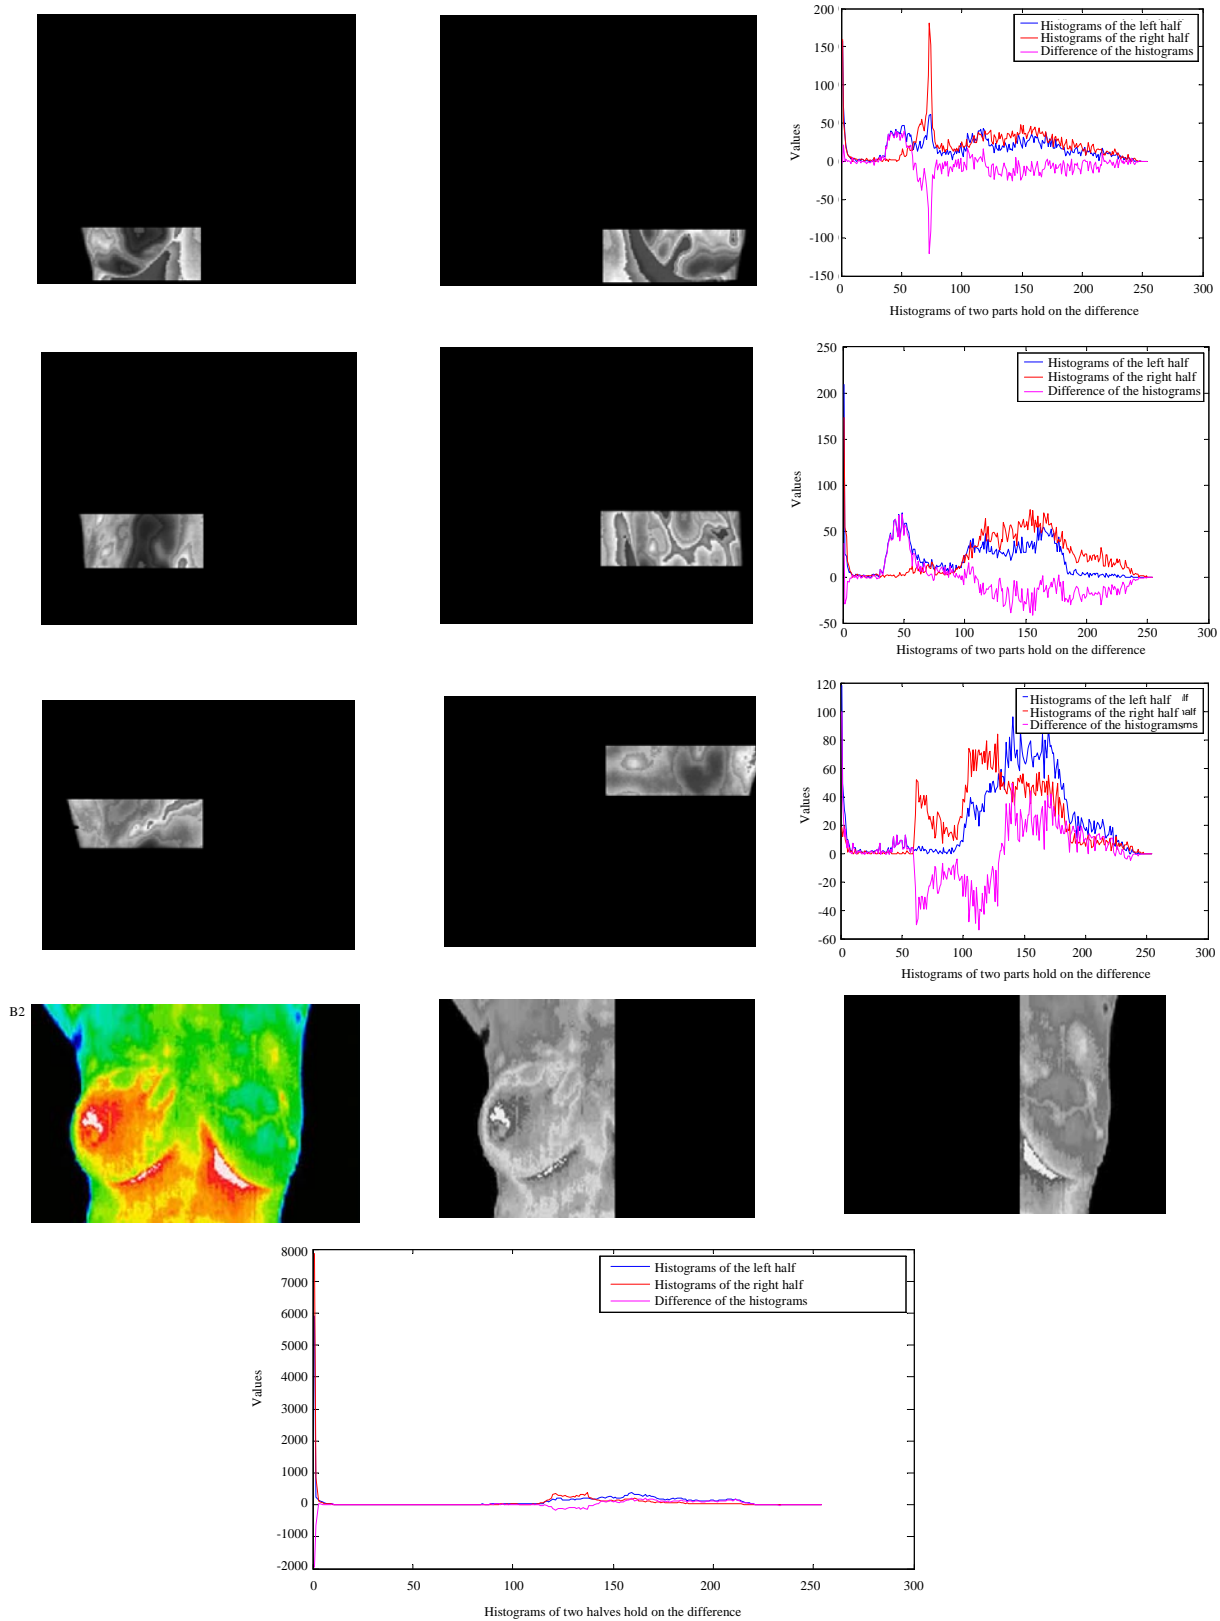 200
150
100
50
0
-50
-100
-150
Values
Histograms of the left half
Histograms of the right half
Difference of the histograms
0 50 100 150 200 250 300
Histograms of two parts hold on the difference
250
200
150
100
50
0
-50
Values
Histograms of the left half
Histograms of the right half
Difference of the histograms
0 50 100 150 200 250 300
Histograms of two parts hold on the difference
120
100
80
60
40
20
0
-20
-40
-60
Values
Histograms of the left half lf
Histograms of the right half half
Difference of the histograms ms
0 50 100 150 200 250 300
Histograms of two parts hold on the difference
B2
8000
7000
6000
5000
4000
3000
2000
1000
0
-1000
-2000
Values
Histograms of the left half
Histograms of the right half
Difference of the histograms
0 50 100 150 200 250 300
Histograms of two halves hold on the difference